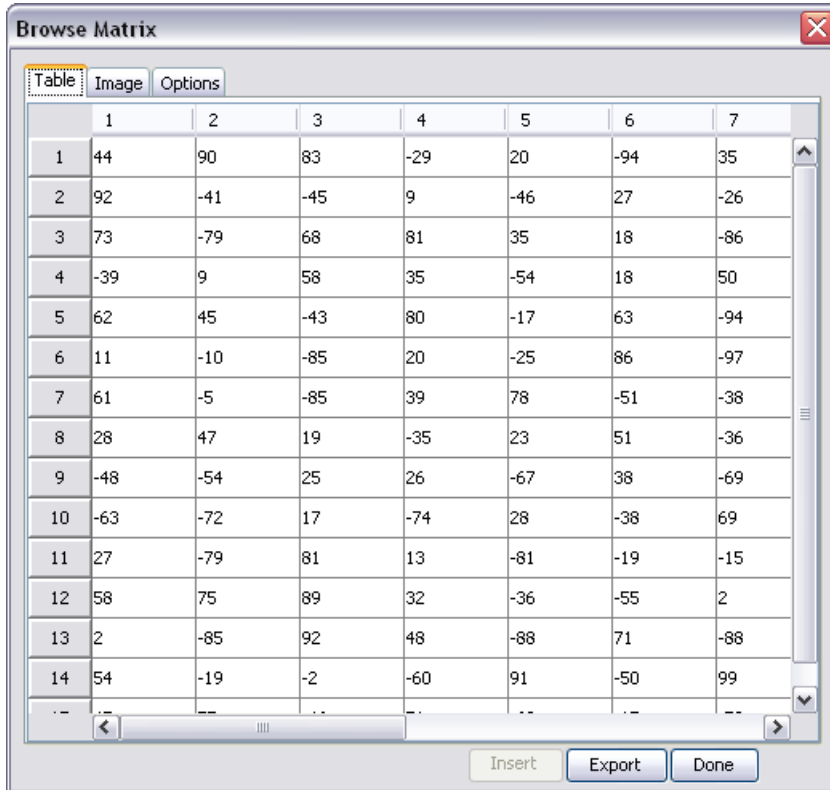 Browse Matrix
Table Image Options
1 2 3 4 5 6 7
1 44 90 83 -29 20 -94 35
2 92 -41 -45 9 -46 27 -26
3 73 -79 68 81 35 18 -86
4 -39 9 58 35 -54 18 50
5 62 45 -43 80 -17 63 -94
6 11 -10 -85 20 -25 86 -97
7 61 -5 -85 39 78 -51 -38
8 28 47 19 -35 23 51 -36
9 -48 -54 25 26 -67 38 -69
10 -63 -72 17 -74 28 -38 69
11 27 -79 81 13 -81 -19 -15
12 58 75 89 32 -36 -55 2
13 2 -85 92 48 -88 71 -88
14 54 -19 -2 -60 91 -50 99
Insert Export Done